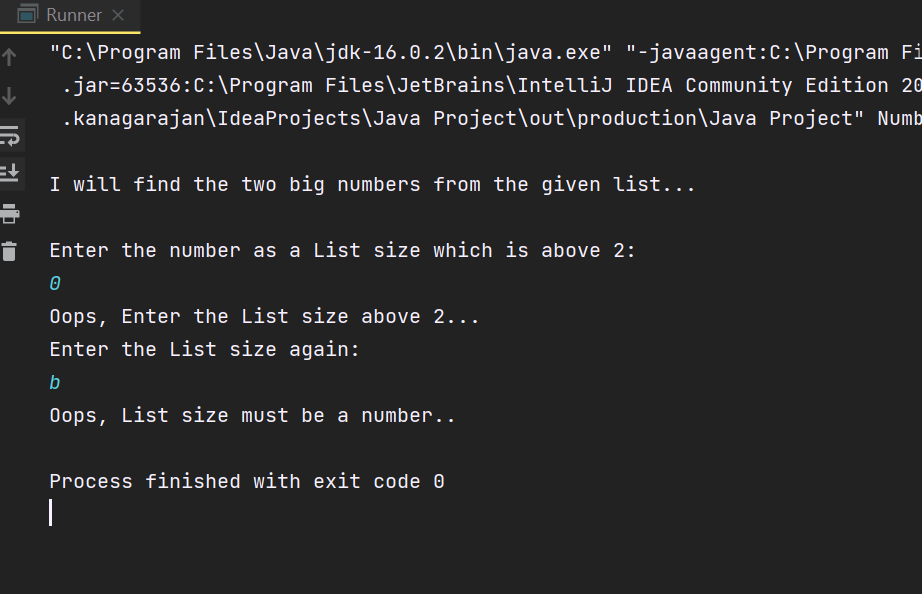 Runner
"C:\Program Files\Java\jdk-16.0.2\bin\java.exe" "-javaagent:C:\Program
.jar=63536:C:\Program Files\JetBrains\IntelliJ IDEA Community Edition 20
.kanagarajan\IdeaProjects\Java Project\out\production\Java Project" Numb
I will find the two big numbers from the given list...
Enter the number as a List size which is above 2:
0
Oops, Enter the List size above 2...
Enter the List size again:
b
Oops, List size must be a number..
Process finished with exit code 0